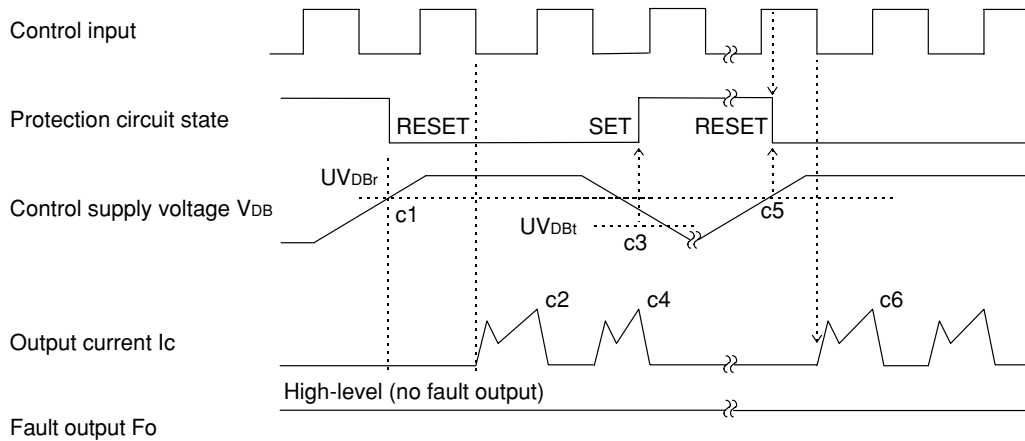 Control input
Protection circuit state
RESET
SET
RESET
UVDBr
Control supply voltage VDB
c1
c5
UVDBt
c3
c2
c4
c6
Output current Ic
High-level (no fault output)
Fault output Fo